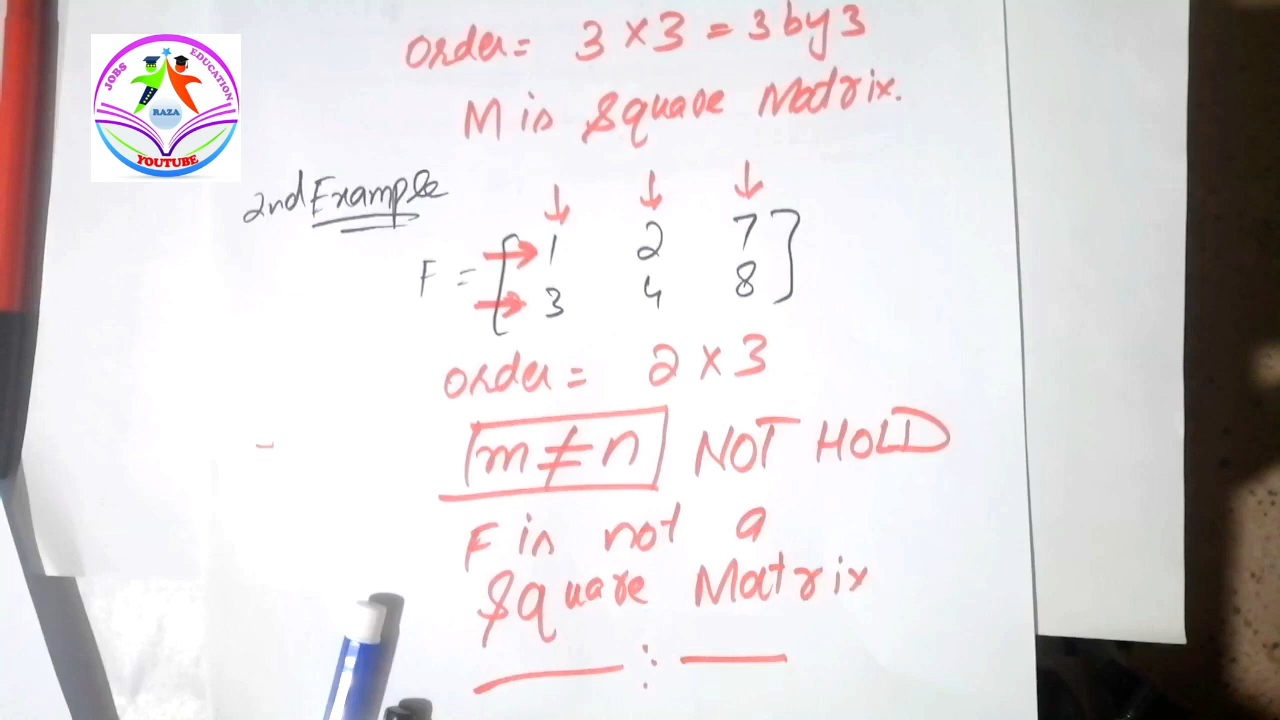 JOBS EDUCATION
RAZA
YOUTUBE
Order = 3 × 3 = 3 by 3
M is Square Matrix.
2nd Example
F = [ 1 2 7
3 4 8 ]
order = 2 × 3
m ≠ n NOT HOLD
F is not a
Square Matrix